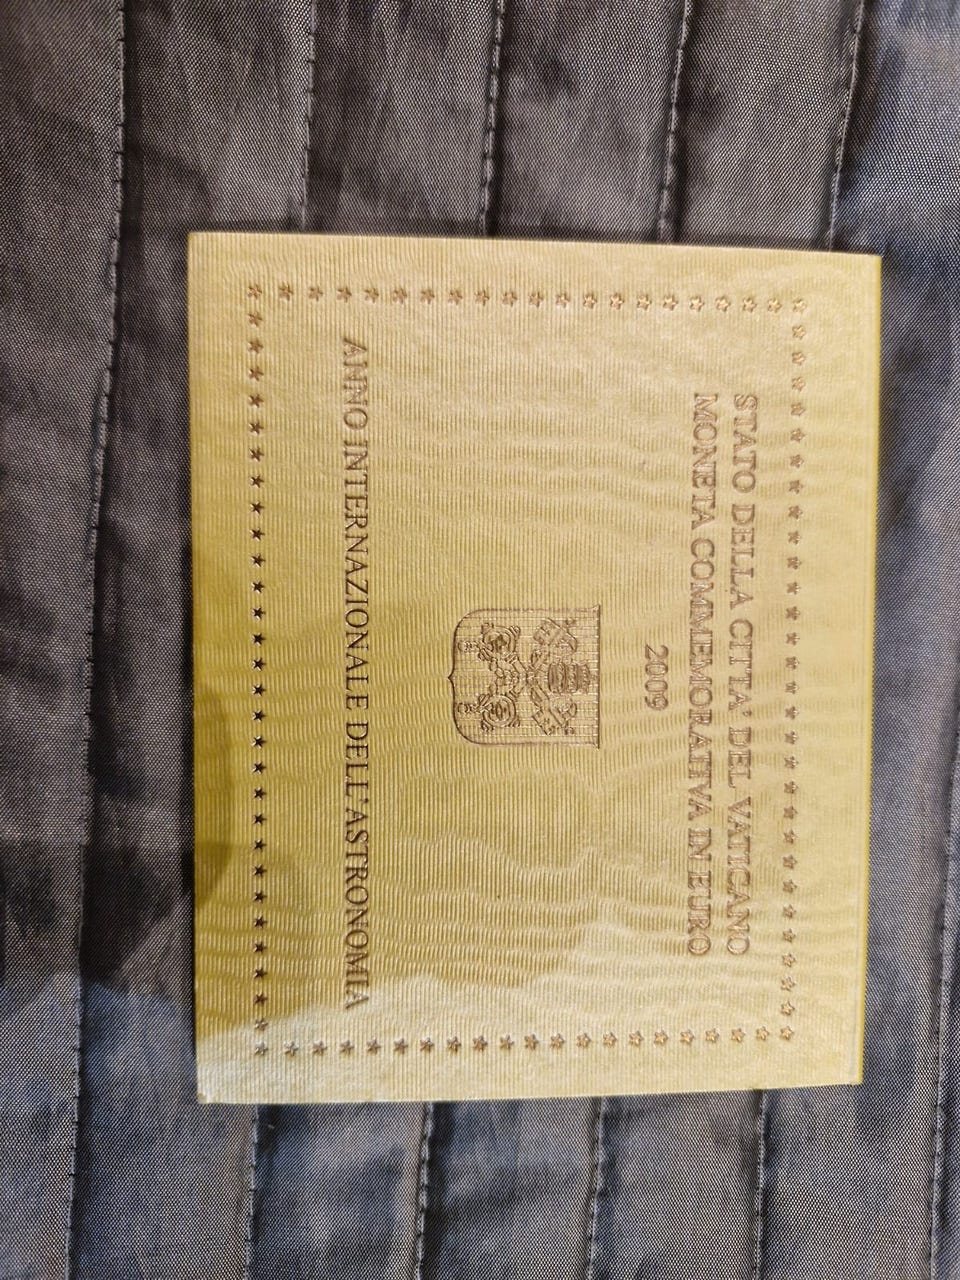 STATO DELLA CITTA' DEL VATICANO
MONETA COMMEMORATIVA IN EURO
2009
ANNO INTERNAZIONALE DELL'ASTRONOMIA